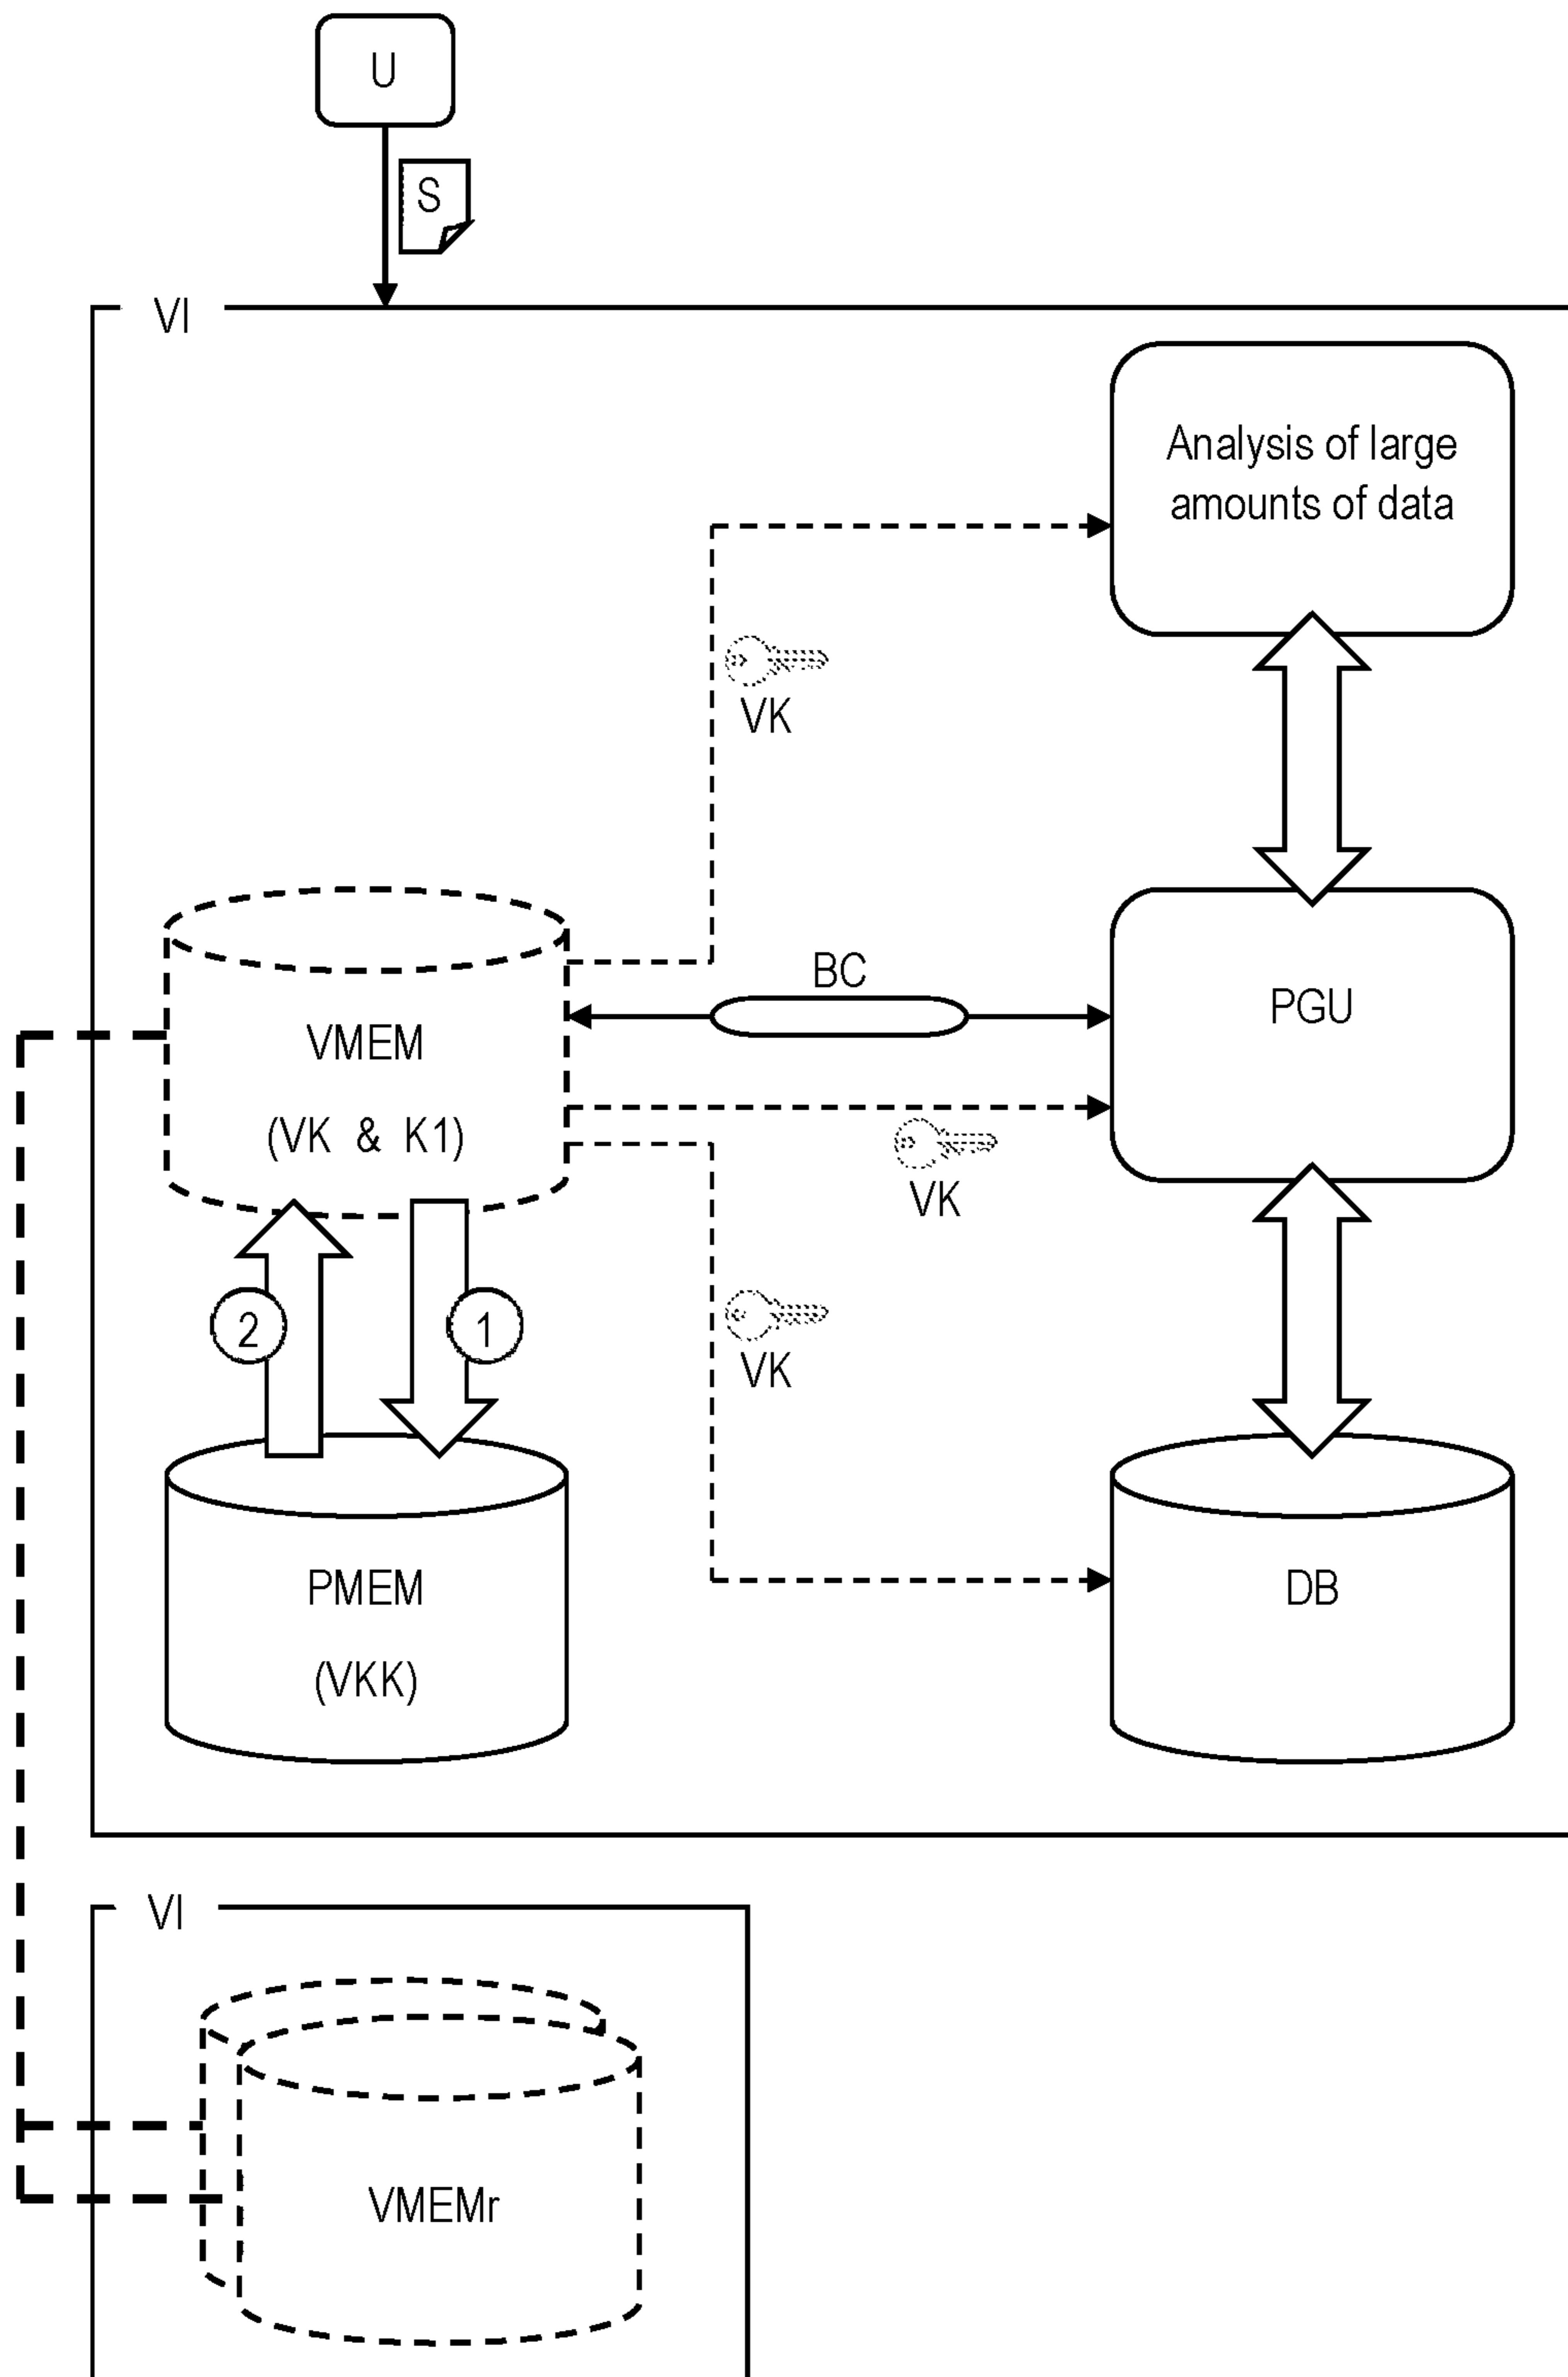 U
S
VI
Analysis of large
amounts of data
VK
BC
PGU
VMEM
(VK & K1)
VK
2
1
VK
PMEM
(VKK)
DB
VI
VMEMr